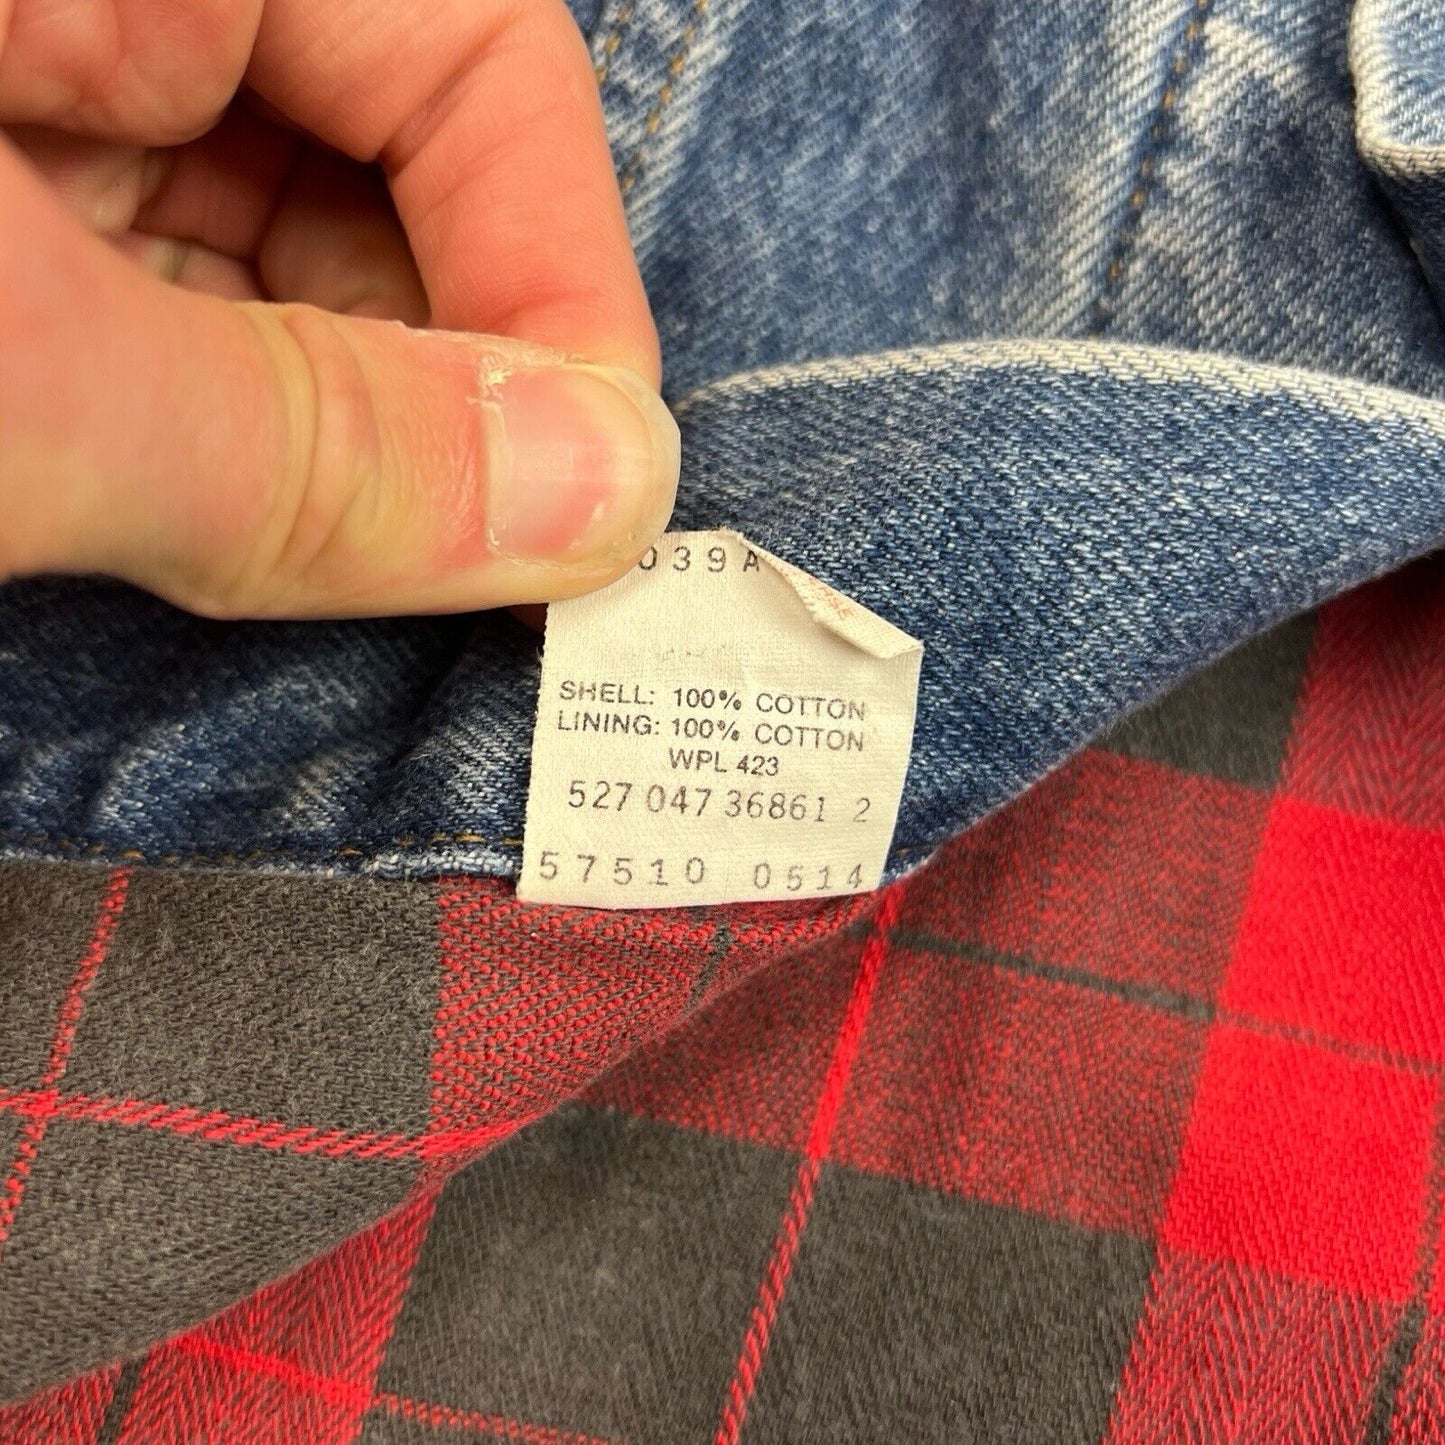 039A
SHELL: 100% COTTON
LINING: 100% COTTON
WPL 423
527 047 36861 2
57510 0514